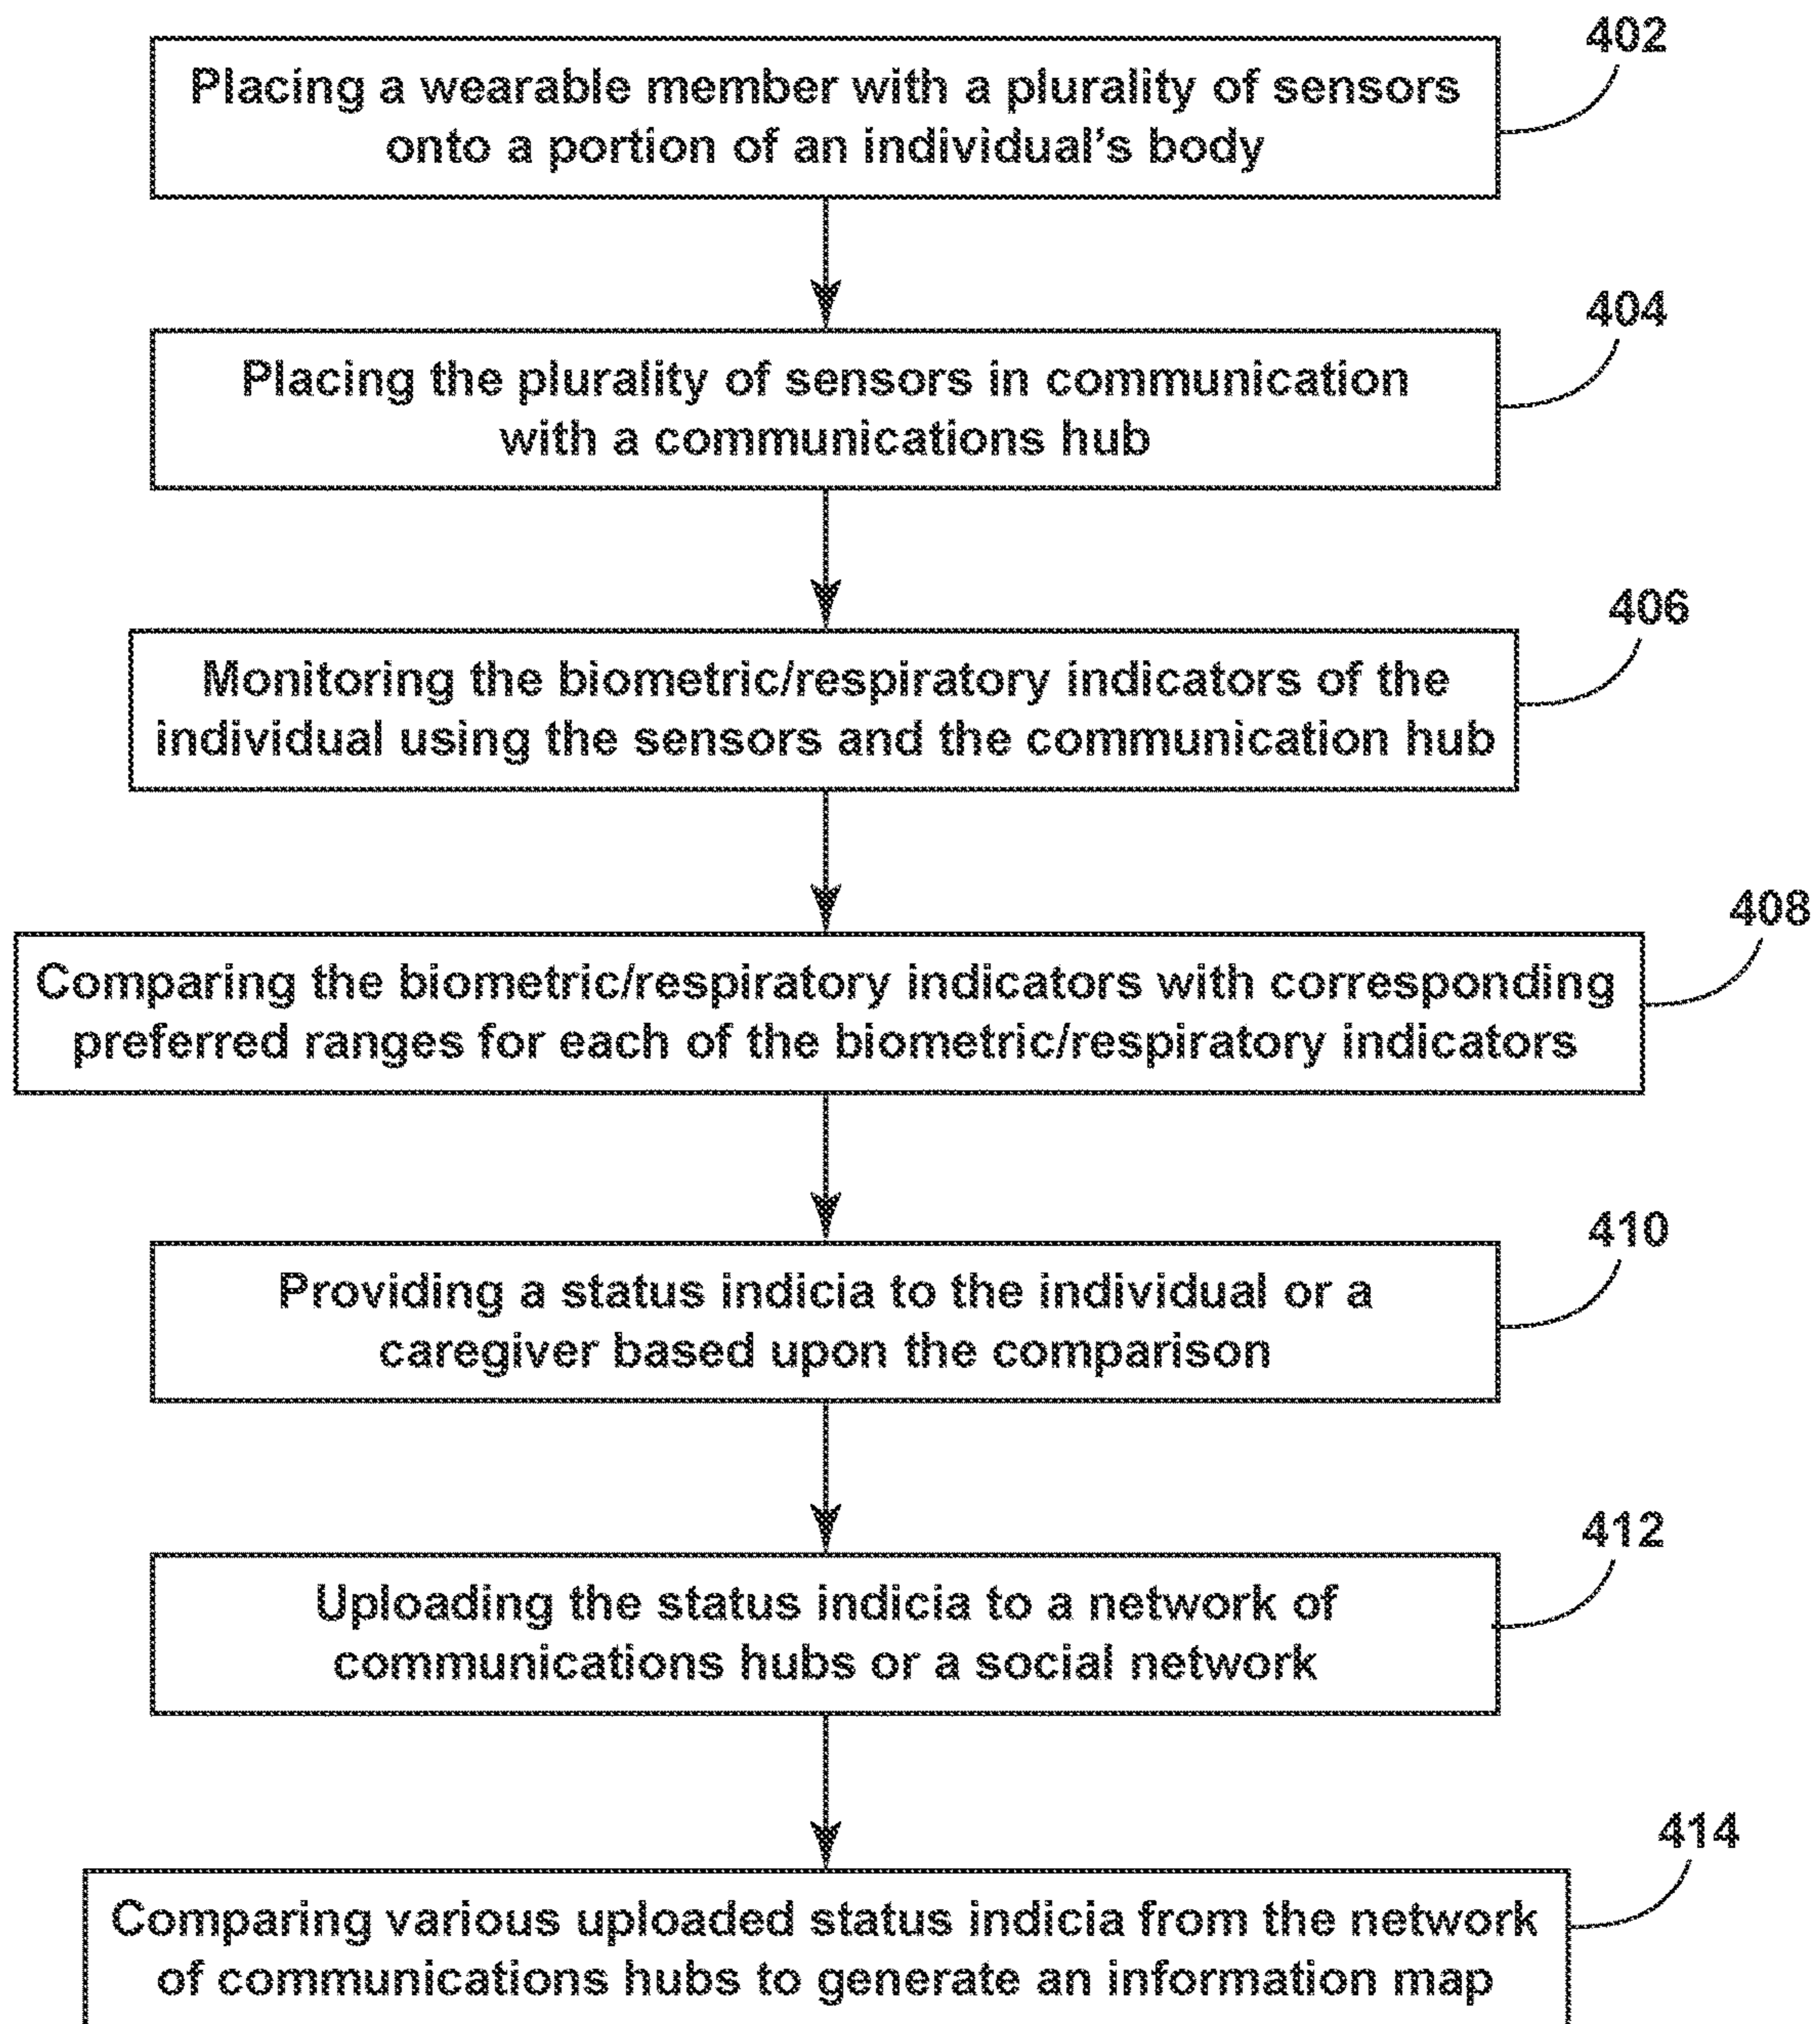 402
Placing a wearable member with a plurality of sensors
onto a portion of an individual’s body
404
Placing the plurality of sensors in communication
with a communications hub
406
Monitoring the biometric/respiratory indicators of the
individual using the sensors and the communication hub
408
Comparing the biometric/respiratory indicators with corresponding
preferred ranges for each of the biometric/respiratory indicators
410
Providing a status indicia to the individual or a
caregiver based upon the comparison
412
Uploading the status indicia to a network of
communications hubs or a social network
414
Comparing various uploaded status indicia from the network
of communications hubs to generate an information map